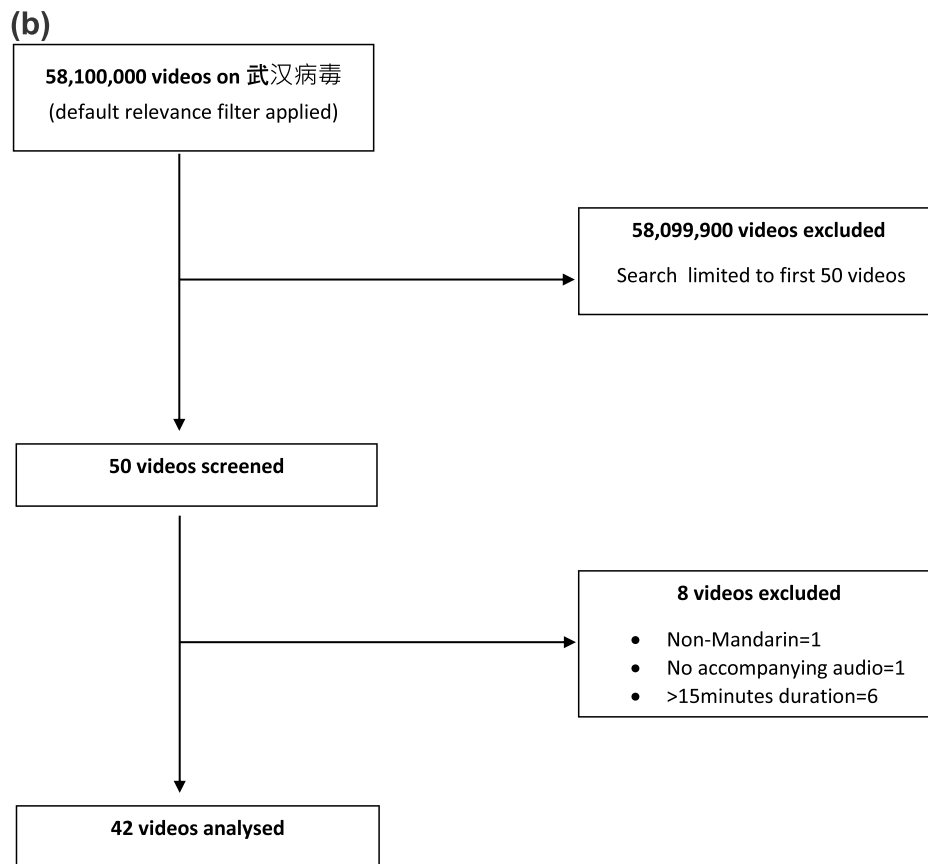 (b)
58,100,000 videos on 武汉病毒
(default relevance filter applied)
58,099,900 videos excluded
Search limited to first 50 videos
50 videos screened
8 videos excluded
• Non-Mandarin=1
• No accompanying audio=1
• >15minutes duration=6
42 videos analysed